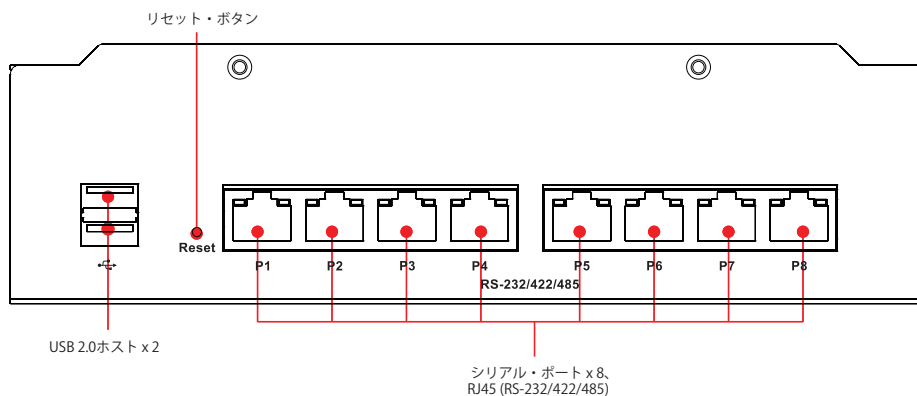 リセット・ボタン
Reset
P1 P2 P3 P4 P5 P6 P7 P8
RS-232/422/485
USB 2.0ホスト x 2
シリアル・ポート x 8、
RJ45 (RS-232/422/485)